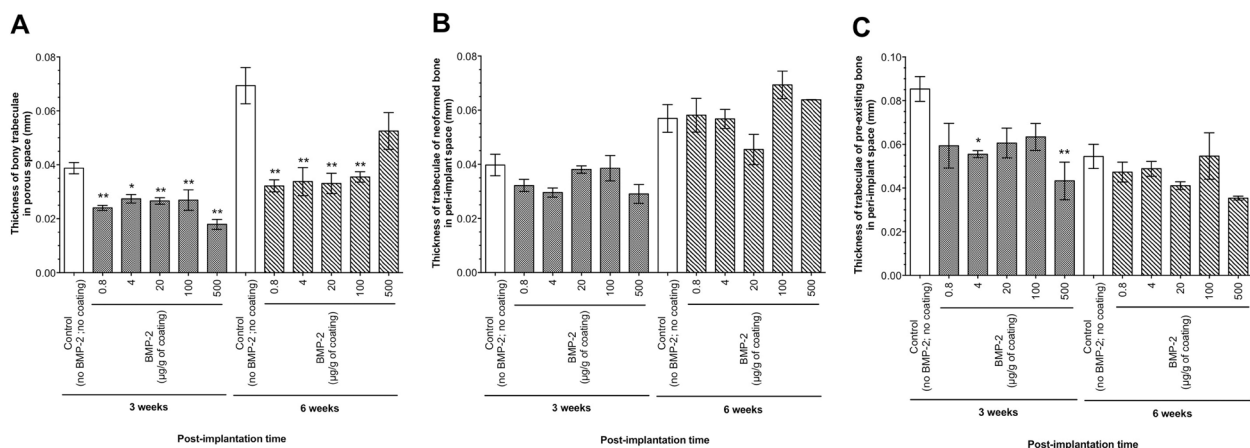 A
Thickness of bony trabeculae
in porous space (mm)
0.08
0.06
0.04
0.02
0.00
**
*
**
**
**
**
**
**
**
Control
(no BMP-2 ;no coating)
0.8
4
20
100
500
BMP-2
(μg/g of coating)
Control
(no BMP-2 ;no coating)
0.8
4
20
100
500
BMP-2
(μg/g of coating)
3 weeks
6 weeks
Post-implantation time
B
Thickness of trabeculae of neoformed bone
in peri-implant space (mm)
0.08
0.06
0.04
0.02
0.00
Control
(no BMP-2; no coating)
0.8
4
20
100
500
BMP-2
(μg/g of coating)
Control
(no BMP-2; no coating)
0.8
4
20
100
500
BMP-2
(μg/g of coating)
3 weeks
6 weeks
Post-implantation time
C
Thickness of trabeculae of pre-existing bone
in peri-implant space (mm)
0.10
0.08
0.06
0.04
0.02
0.00
*
**
Control
(no BMP-2; no coating)
0.8
4
20
100
500
BMP-2
(μg/g of coating)
Control
(no BMP-2; no coating)
0.8
4
20
100
500
BMP-2
(μg/g of coating)
3 weeks
6 weeks
Post-implantation time